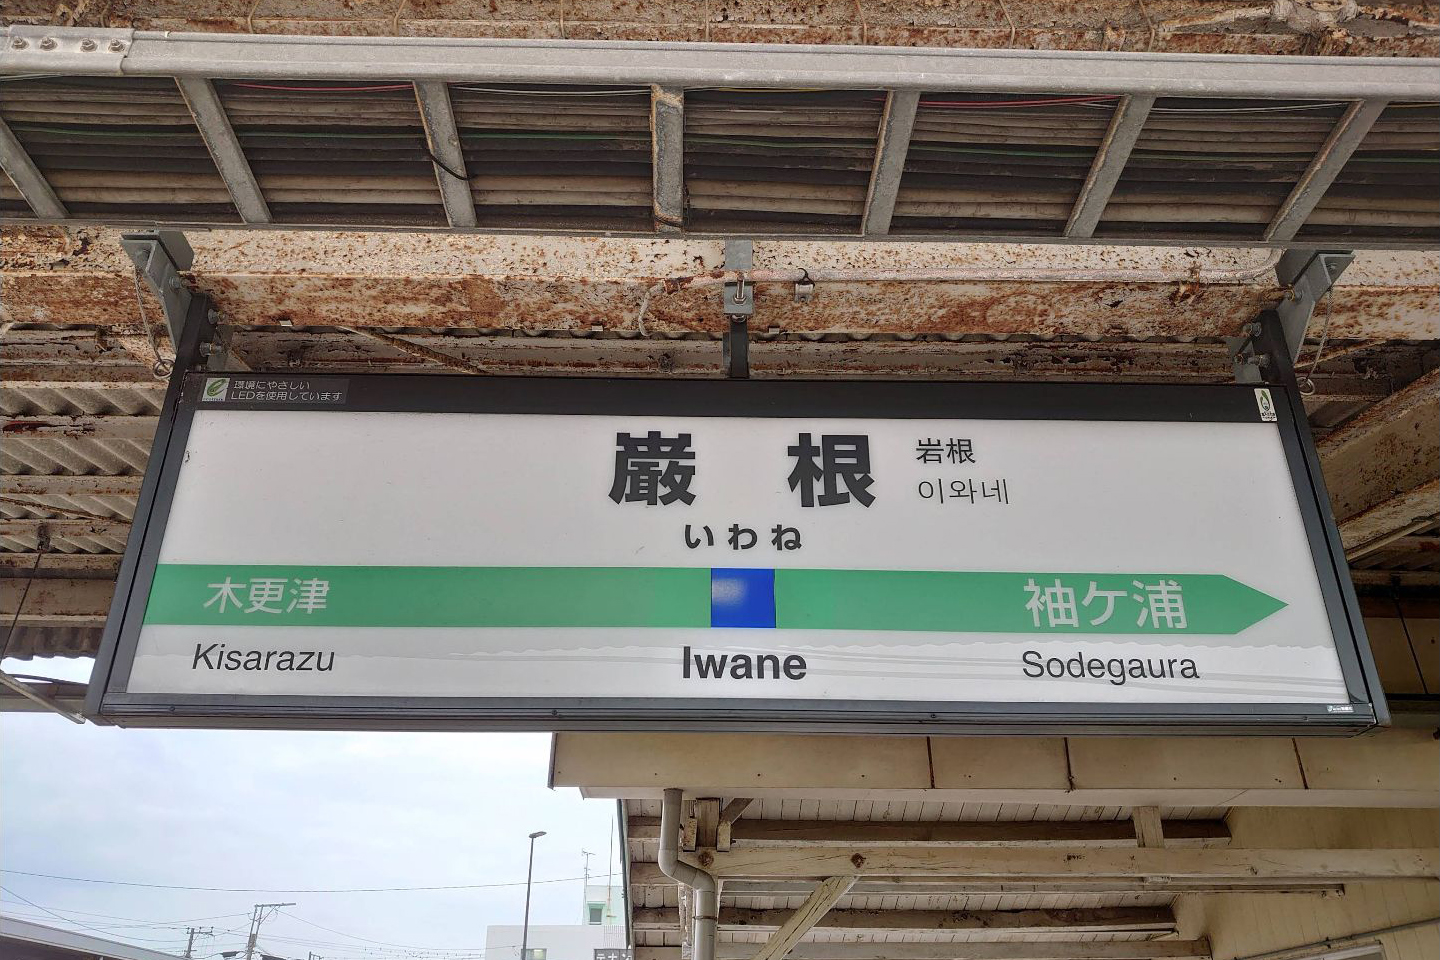 環境にやさしい
LEDを使用しています
巌根
岩根
이와네
いわね
木更津
袖ケ浦
Kisarazu
Iwane
Sodegaura